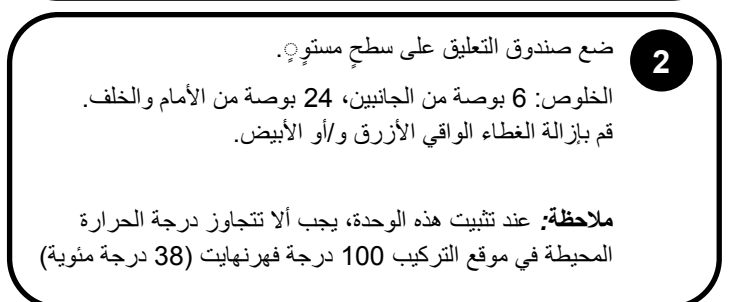 2
ضع صندوق التعليق على سطحٍ مستوٍ ٍ.
الخلوص: 6 بوصة من الجانبين، 24 بوصة من الأمام والخلف.
قم بإزالة الغطاء الواقي الأزرق و/أو الأبيض.
ملاحظة: عند تثبيت هذه الوحدة، يجب ألا تتجاوز درجة الحرارة
المحيطة في موقع التركيب 100 درجة فهرنهايت (38 درجة مئوية)